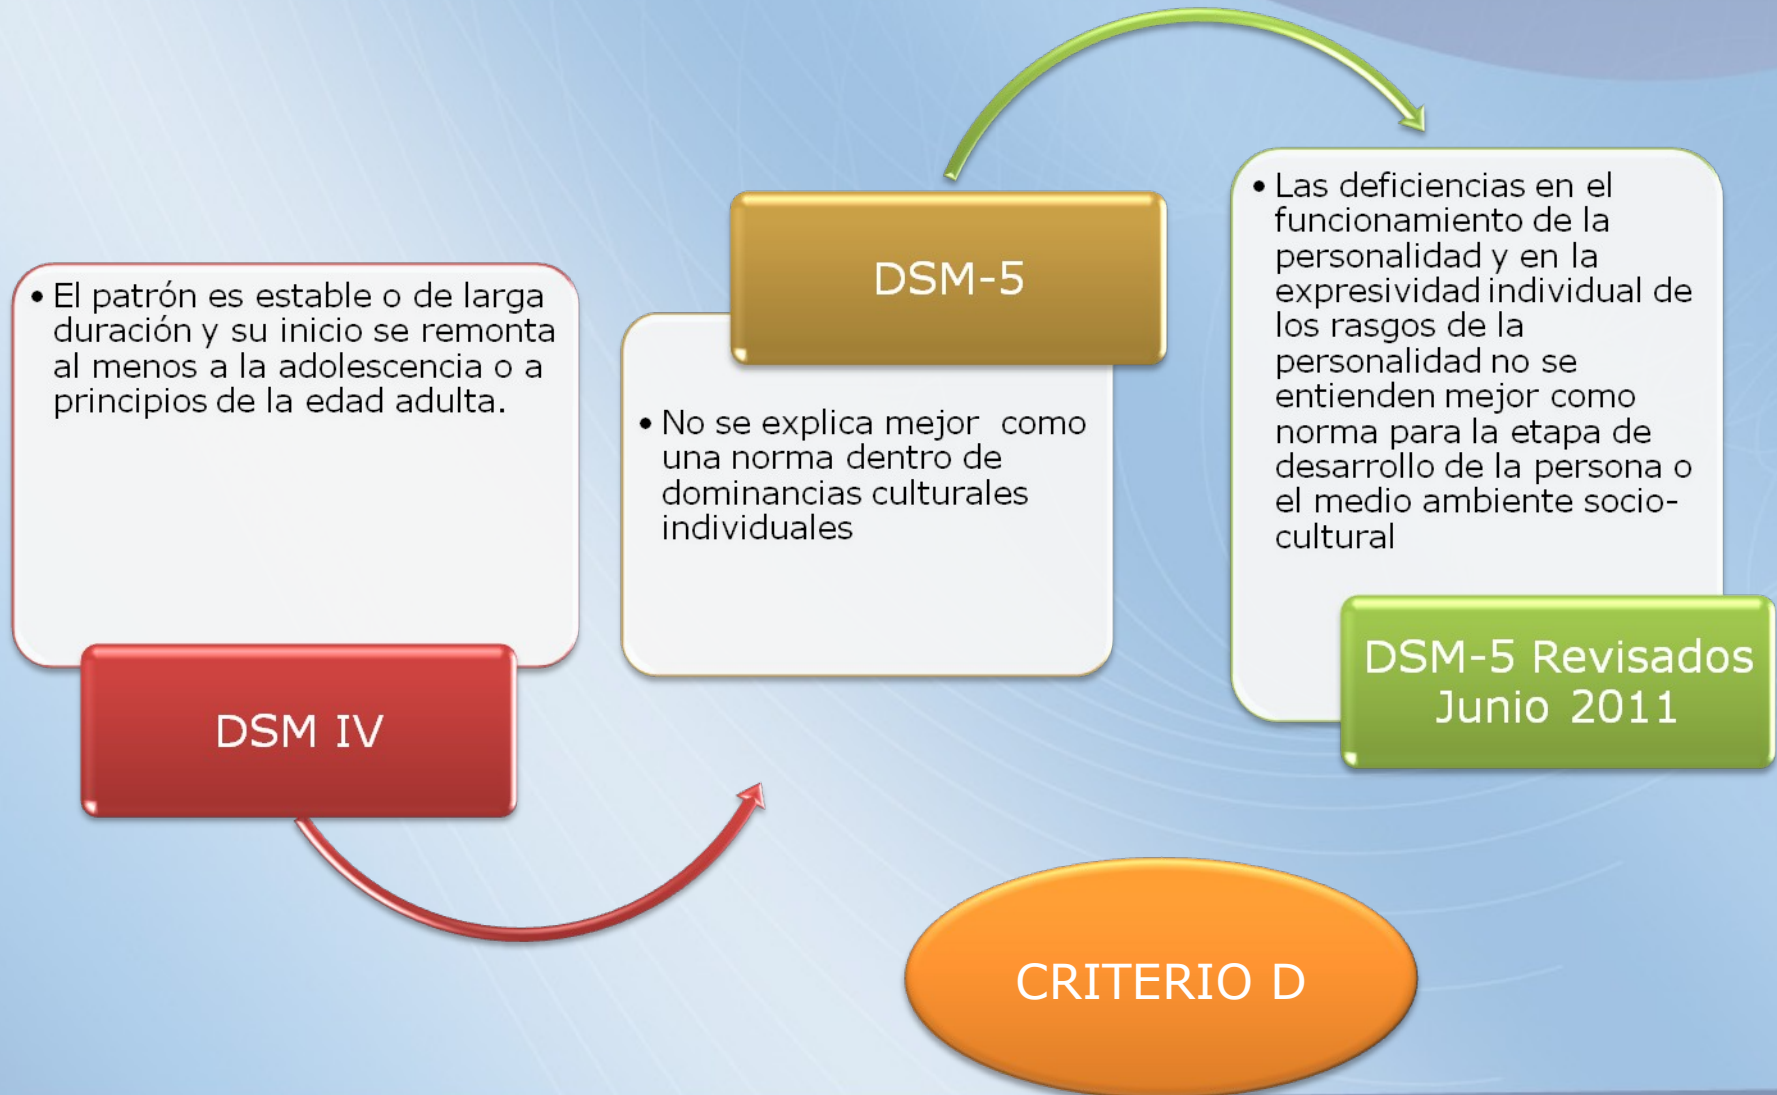 • El patrón es estable o de larga
duración y su inicio se remonta
al menos a la adolescencia o a
principios de la edad adulta.
DSM IV
DSM-5
• No se explica mejor como
una norma dentro de
dominancias culturales
individuales
• Las deficiencias en el
funcionamiento de la
personalidad y en la
expresividad individual de
los rasgos de la
personalidad no se
entienden mejor como
norma para la etapa de
desarrollo de la persona o
el medio ambiente socio-
cultural
DSM-5 Revisados
Junio 2011
CRITERIO D